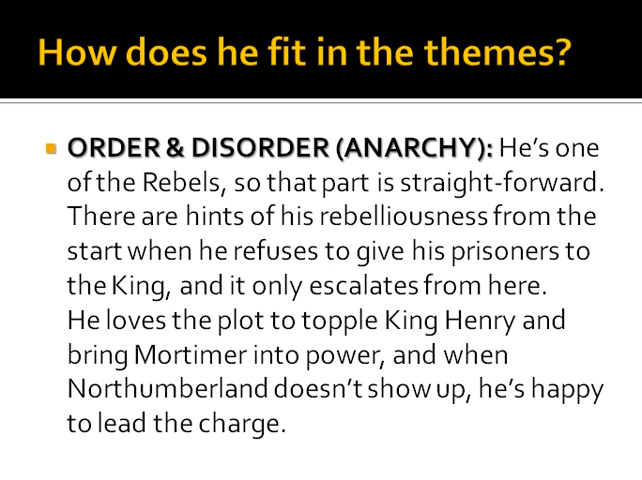 How does he fit in the themes?
ORDER & DISORDER (ANARCHY): He's one
of the Rebels, so that part is straight-forward.
There are hints of his rebelliousness from the
start when he refuses to give his prisoners to
the King, and it only escalates from here.
He loves the plot to topple King Henry and
bring Mortimer into power, and when
Northumberland doesn't show up, he's happy
to lead the charge.